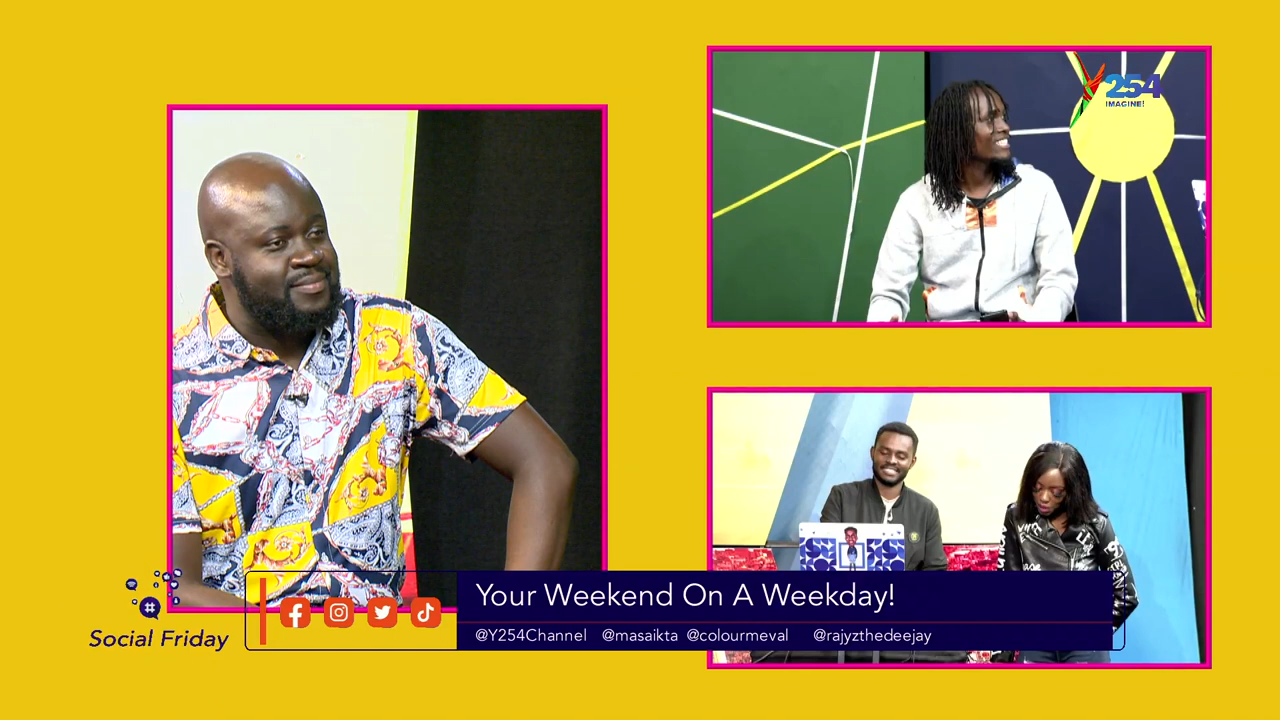 Y254
IMAGINE!
#
Social Friday
Your Weekend On A Weekday!
@Y254Channel @masaikta @colourmeval @rajyzthedeejay